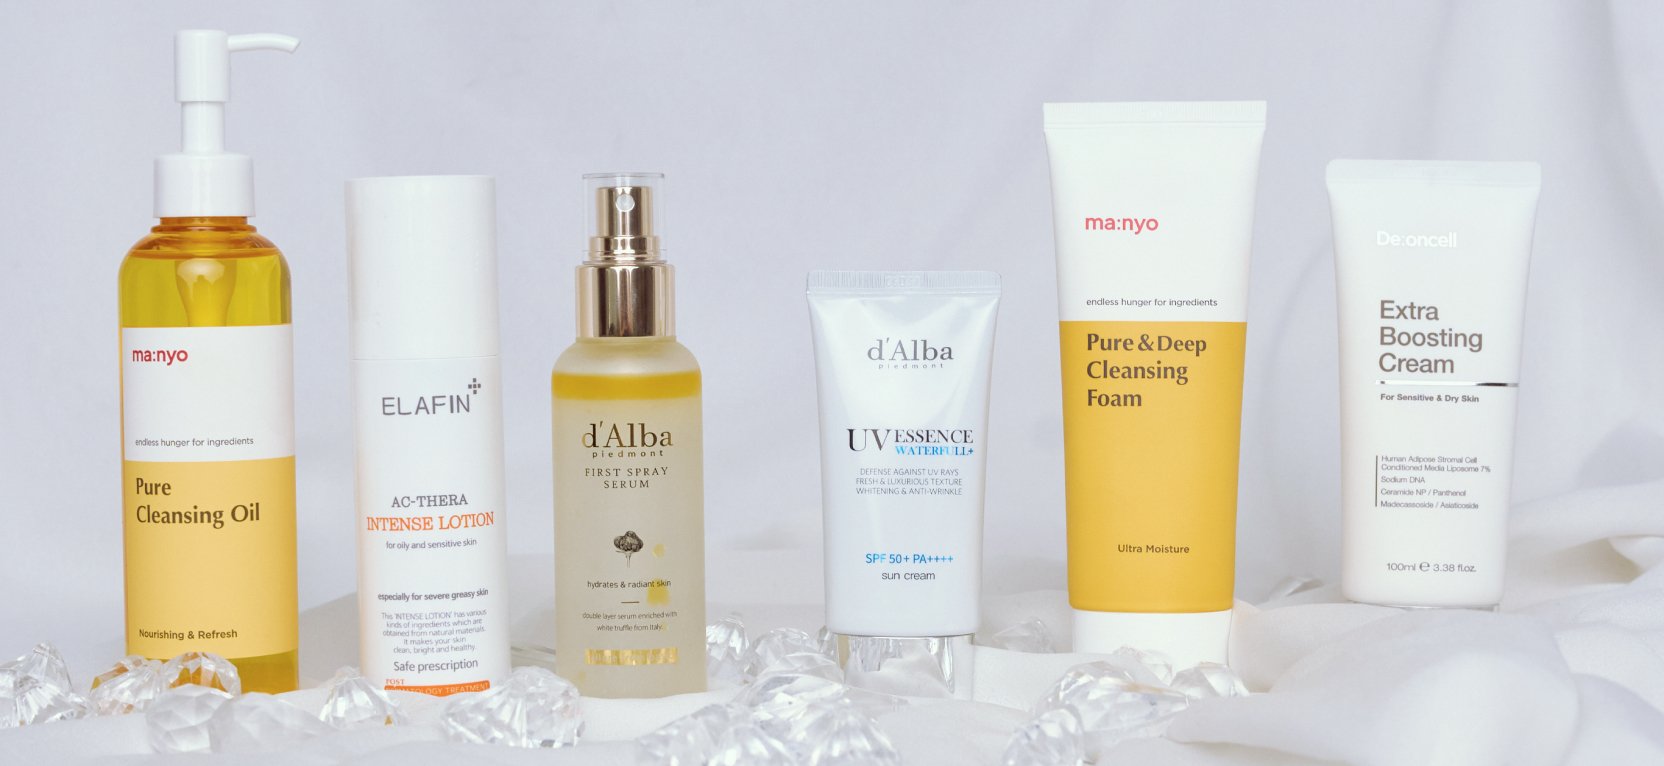 ma:nyo
endless hunger for ingredients
Pure
Cleansing Oil
Nourishing & Refresh
ELAFIN
AC-THERA
INTENSE LOTION
for oily and sensitive skin
especially for severe greasy skin
This 'INTENSE LOTION' has various
kinds of ingredients which are
obtained from natural materials.
It makes your skin
clean, bright and healthy.
Safe prescription
POST
DERMATOLOGY TREATMENT
d'Alba
piedmont
FIRST SPRAY
SERUM
hydrates & radiant skin
double layer serum enriched with
white truffle from Italy.
d'Alba
piedmont
UV ESSENCE
WATERFULL+
DEFENSE AGAINST UV RAYS
FRESH & LUXURIOUS TEXTURE
WHITENING & ANTI-WRINKLE
SPF 50+ PA++++
sun cream
ma:nyo
endless hunger for ingredients
Pure & Deep
Cleansing
Foam
Ultra Moisture
De:oncell
Extra
Boosting
Cream
For Sensitive & Dry Skin
Human Adipose Stromal Cell
Conditioned Media Liposome 7%
Sodium DNA
Ceramide NP / Panthenol
Madecassoside / Asiaticoside
100ml ℮ 3.38 fl.oz.